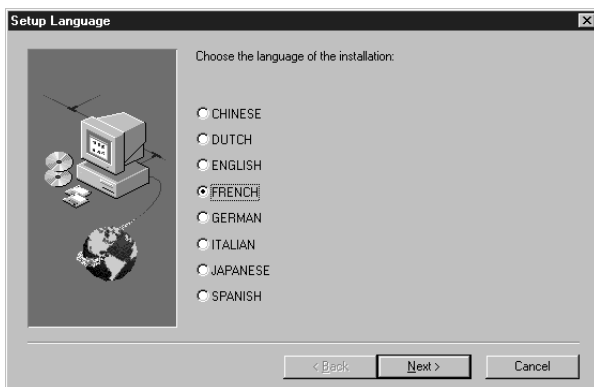 Setup Language
Choose the language of the installation:
CHINESE
DUTCH
ENGLISH
FRENCH
GERMAN
ITALIAN
JAPANESE
SPANISH
< Back
Next >
Cancel